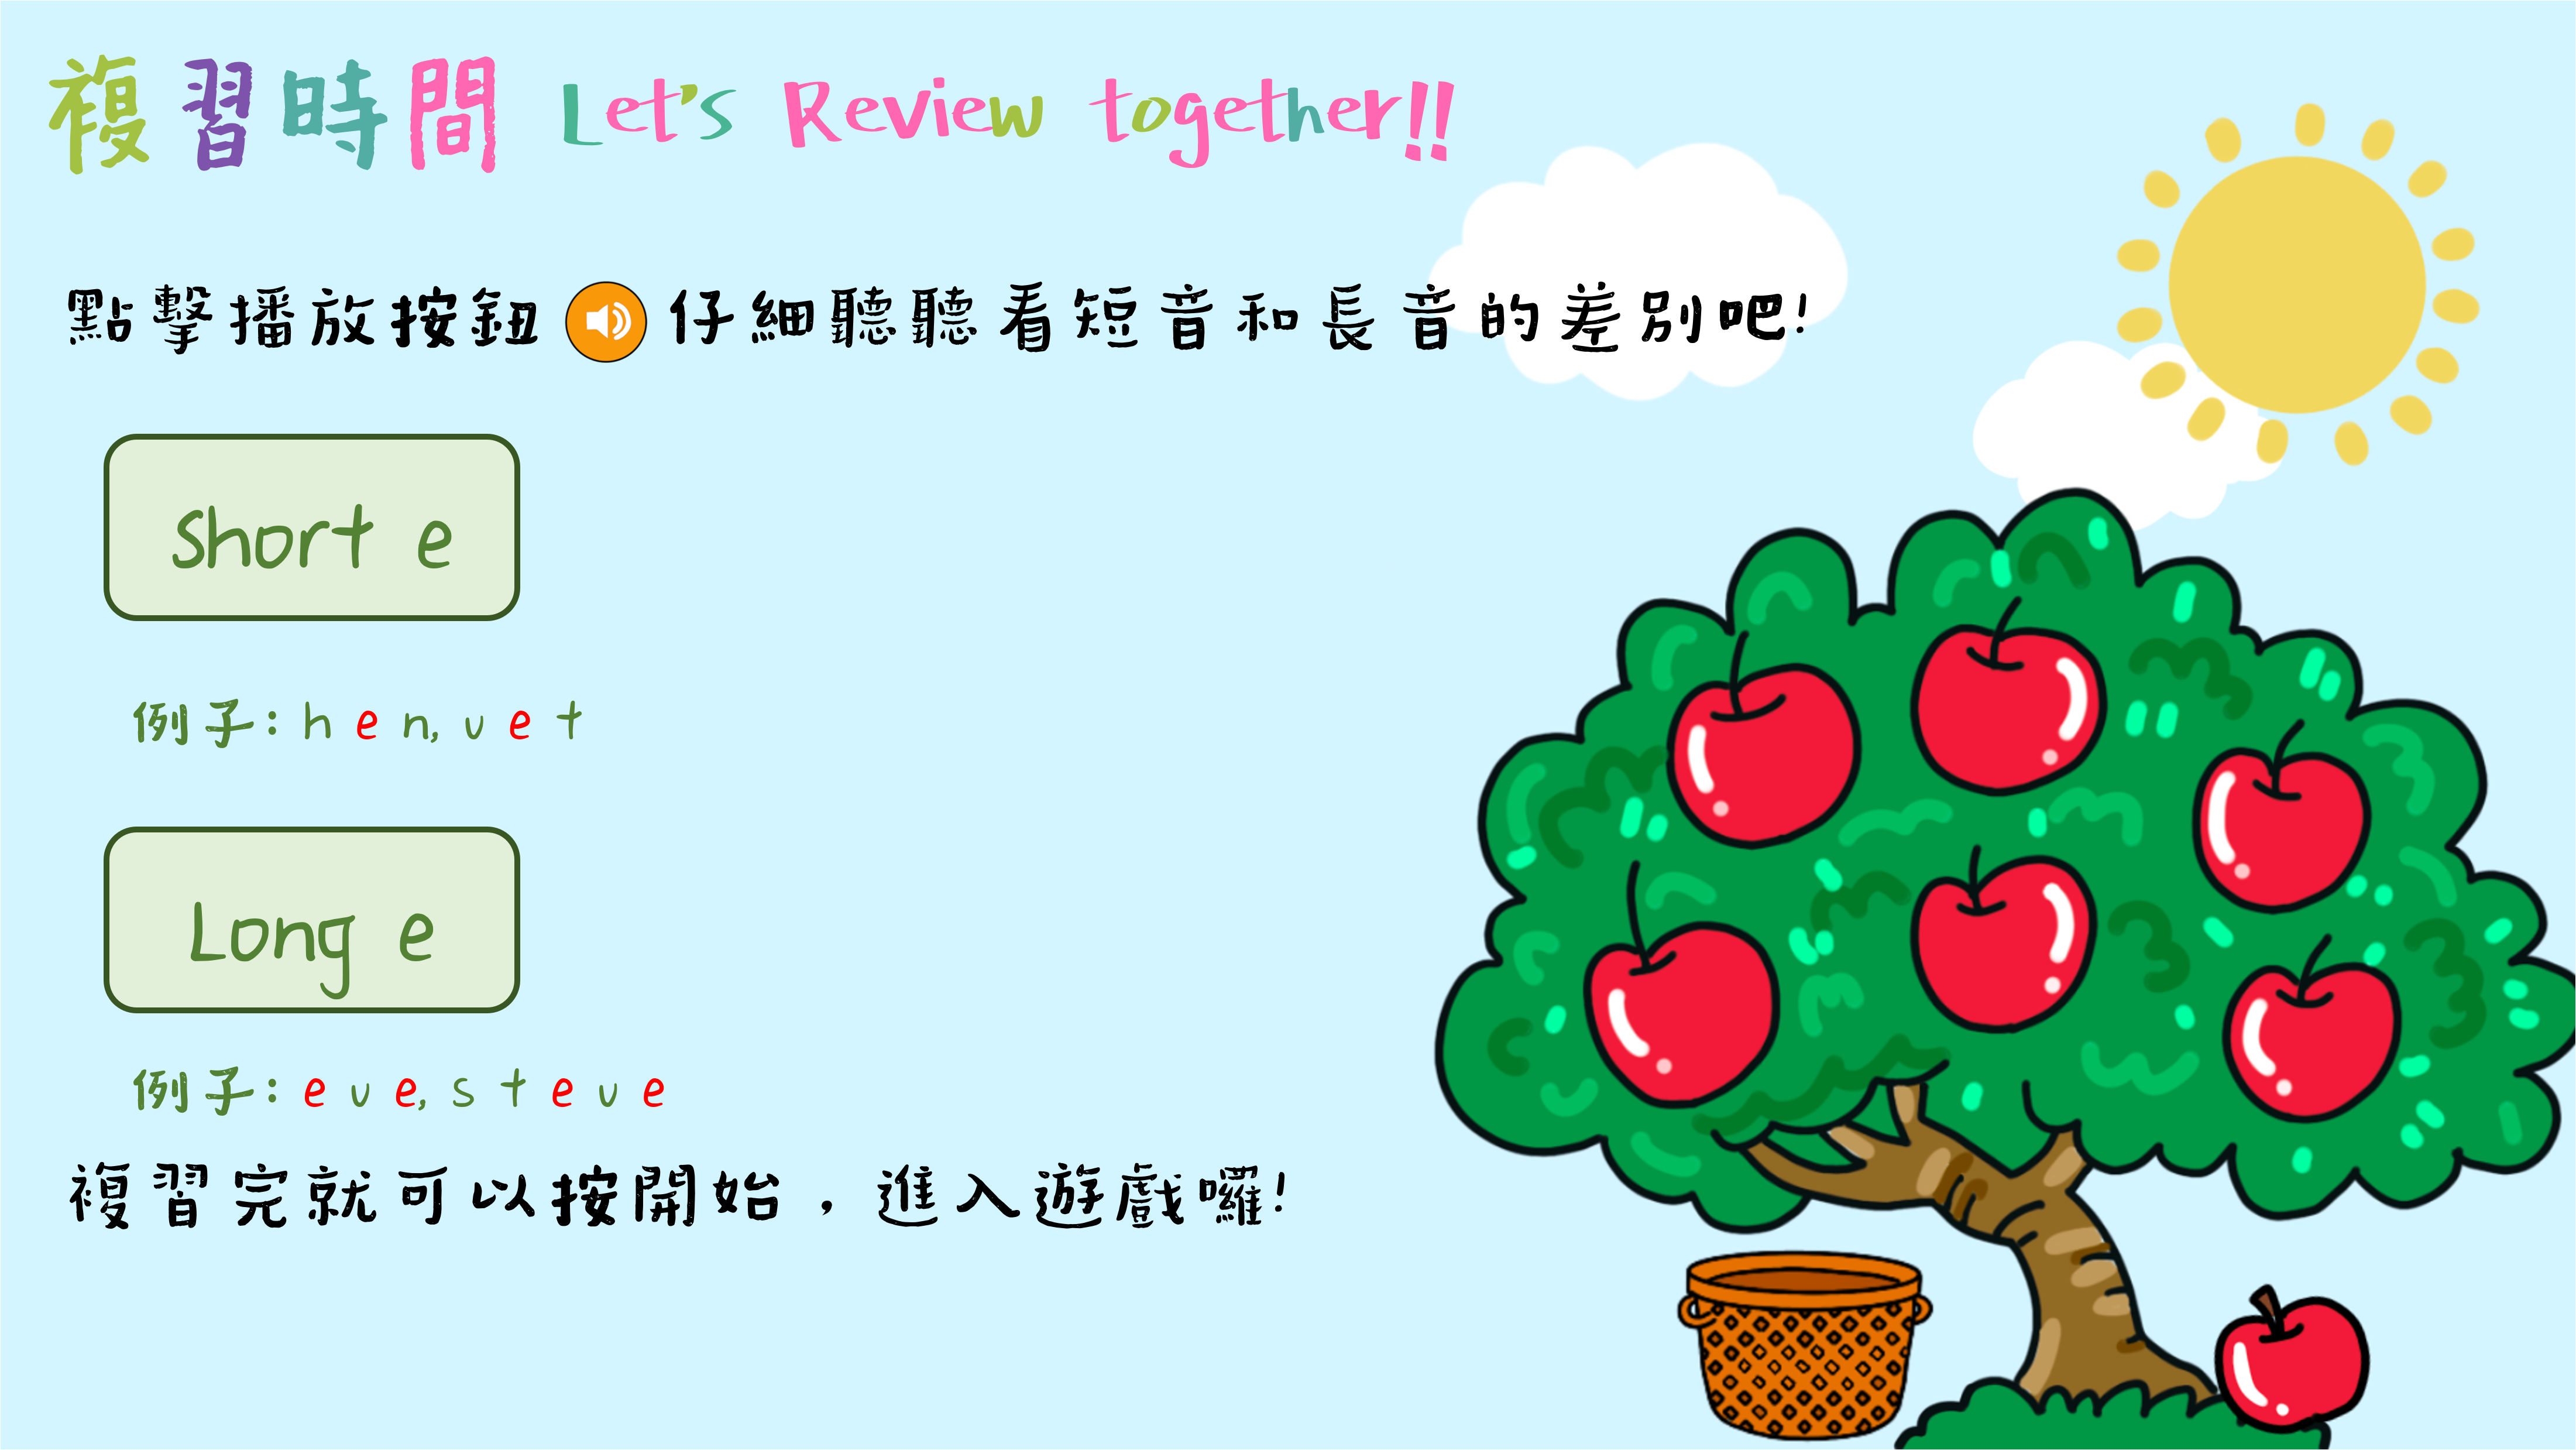 複習時間 Let's Review together!!
點擊播放按鈕 仔細聽聽看短音和長音的差別吧!
Short e
例子: h e n, v e t
Long e
例子: e v e, s t e v e
複習完就可以按開始，進入遊戲囉!